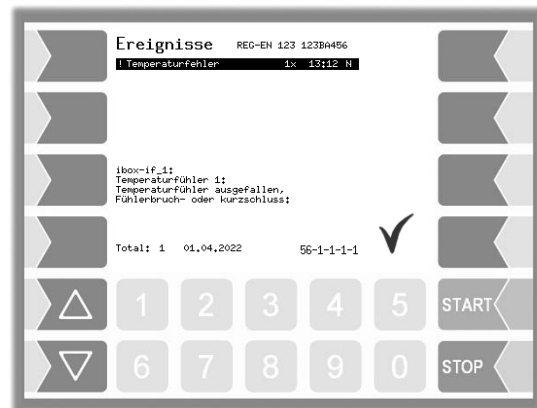 Ereignisse REG-EN 123 123BA456
! Temperaturfehler 1x 13:12 N
ibox-if_1:
Temperaturfühler 1:
Temperaturfühler ausgefallen,
Fühlerbruch- oder kurzschluss:
Total: 1 01.04.2022 56-1-1-1-1
1 2 3 4 5 START
6 7 8 9 0 STOP